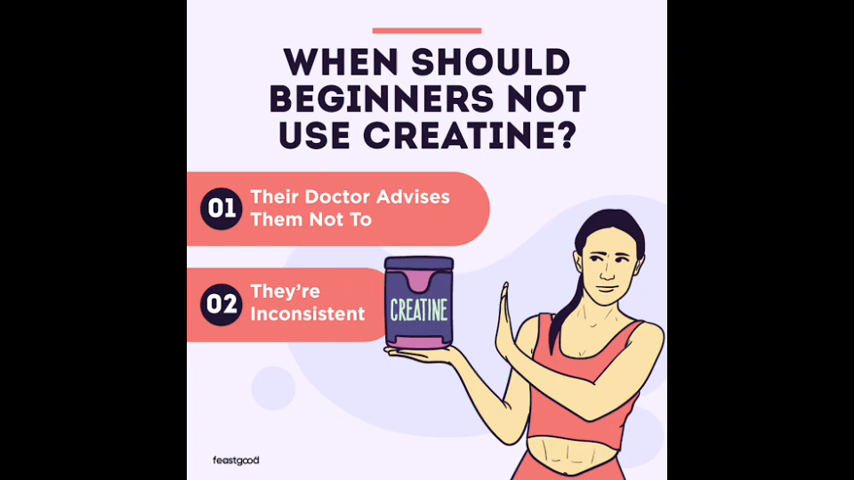 WHEN SHOULD
BEGINNERS NOT
USE CREATINE?
01
Their Doctor Advises
Them Not To
02
They're
Inconsistent
CREATINE
feastgood